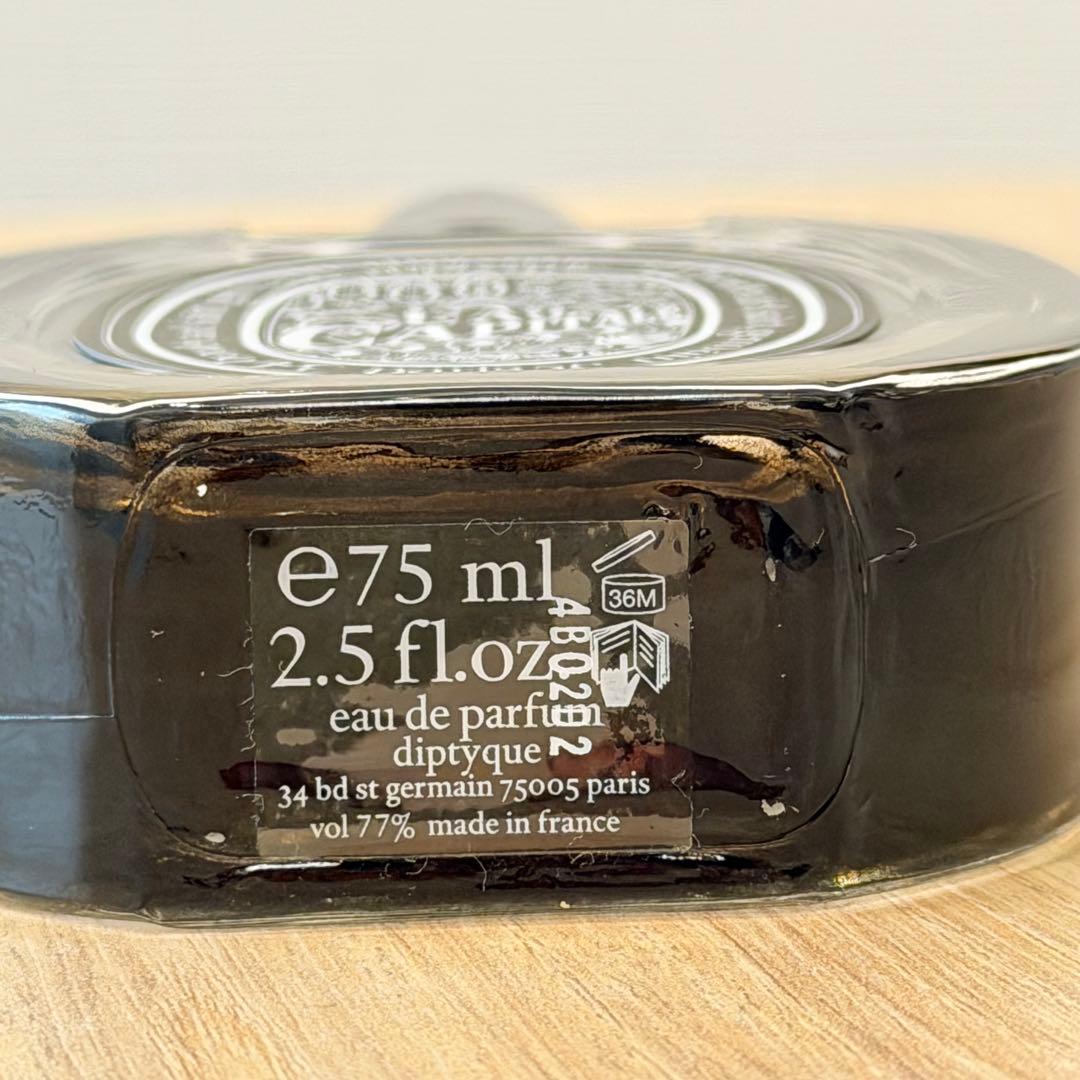 CAPITALE
e75 ml
36M
2.5 fl.oz
eau de parfum
diptyque
34 bd st germain 75005 paris
vol 77% made in france